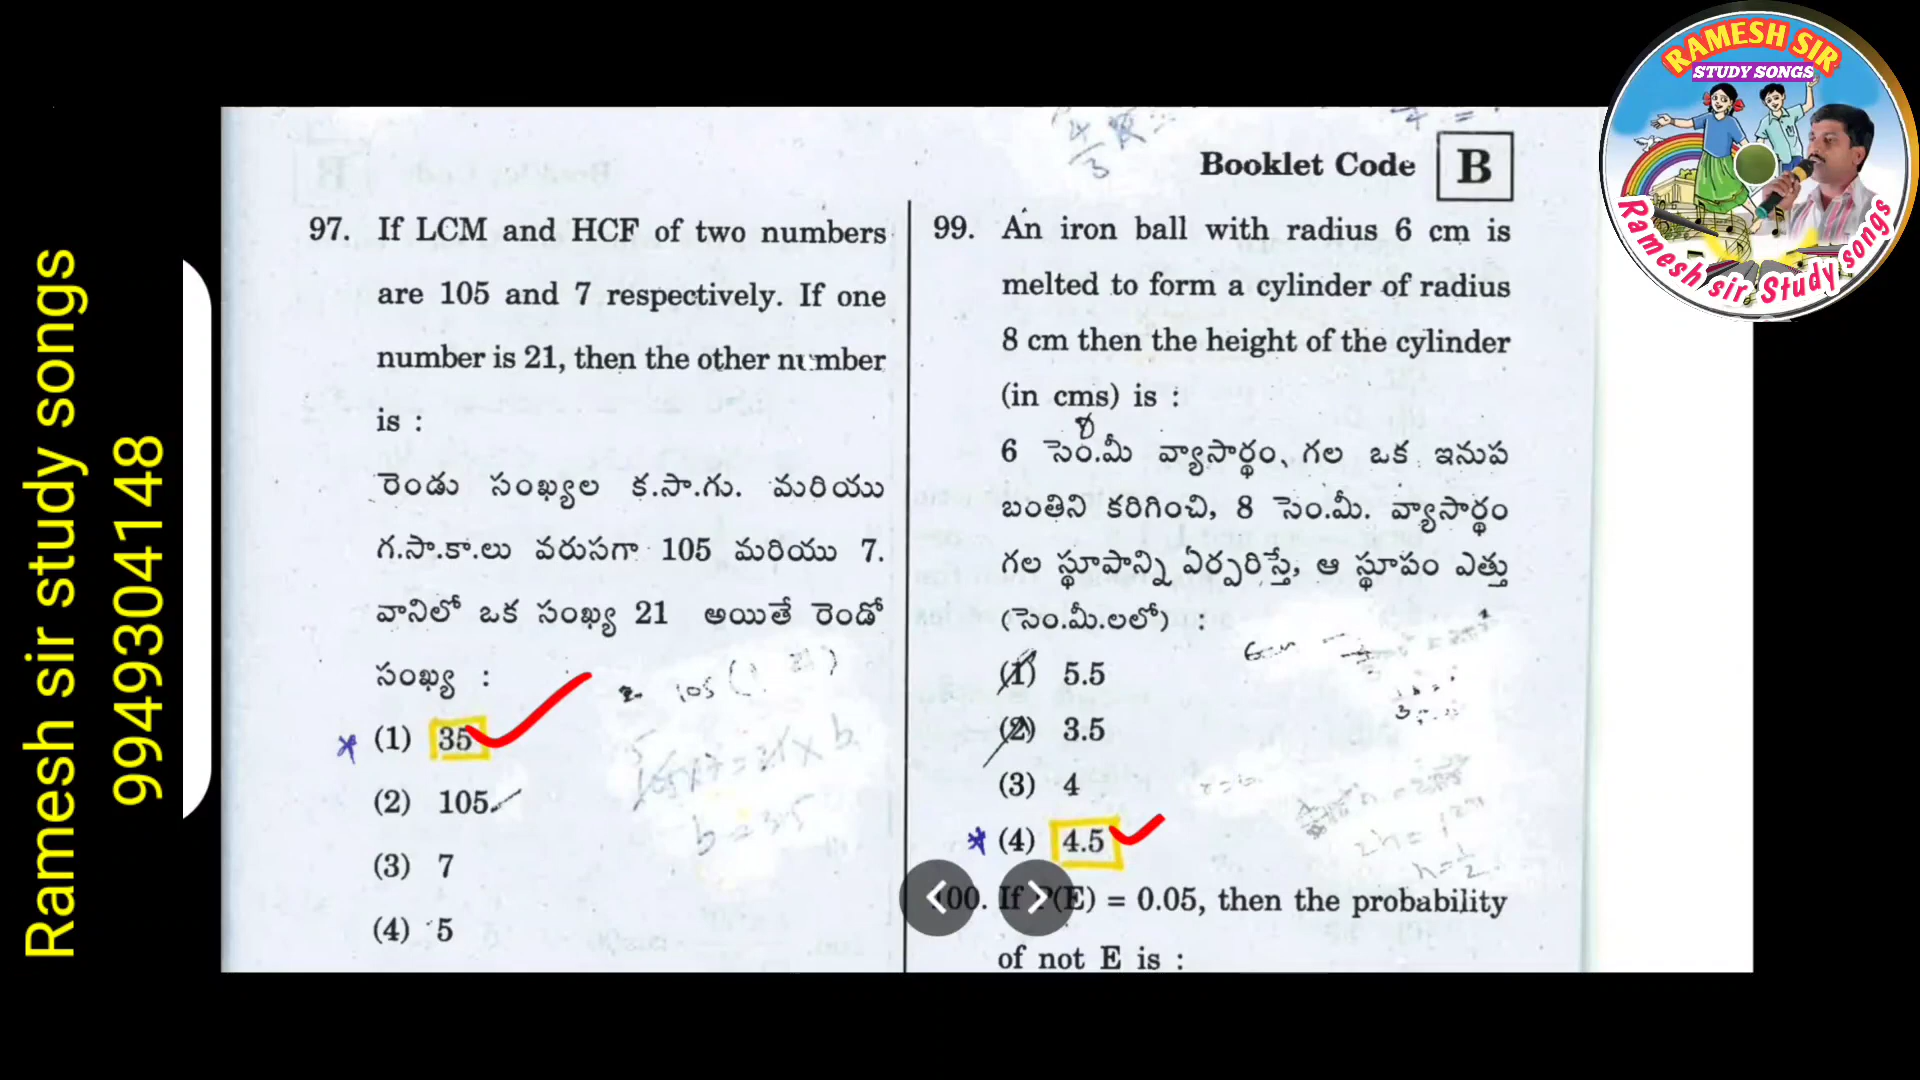 Ramesh sir study songs
9949304148
RAMESH SIR
STUDY SONGS
Ramesh sir Study songs
Booklet Code B
97. If LCM and HCF of two numbers
are 105 and 7 respectively. If one
number is 21, then the other number
is :
రెండు సంఖ్యల క.సా.గు. మరియు
గ.సా.కా.లు వరుసగా 105 మరియు 7.
వానిలో ఒక సంఖ్య 21 అయితే రెండో
సంఖ్య :
(1) 35
(2) 105
(3) 7
(4) 5
105
105x7=21xb
b=35
99. An iron ball with radius 6 cm is
melted to form a cylinder of radius
8 cm then the height of the cylinder
(in cms) is :
6 సెం.మీ వ్యాసార్థం గల ఒక ఇనుప
బంతిని కరిగించి, 8 సెం.మీ. వ్యాసార్థం
గల స్థూపాన్ని ఏర్పరిస్తే, ఆ స్థూపం ఎత్తు
(సెం.మీ.లలో) :
(1) 5.5
(2) 3.5
(3) 4
(4) 4.5
If P(E) = 0.05, then the probability
of not E is :